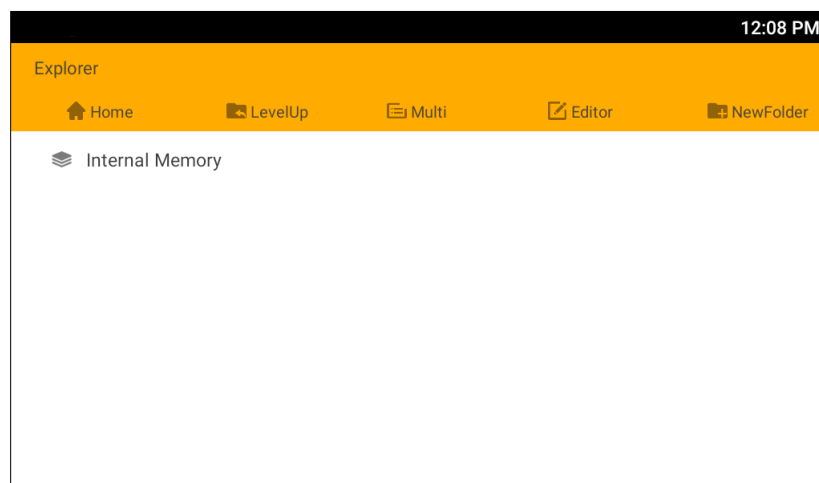 12:08 PM
Explorer
Home LevelUp Multi Editor NewFolder
Internal Memory